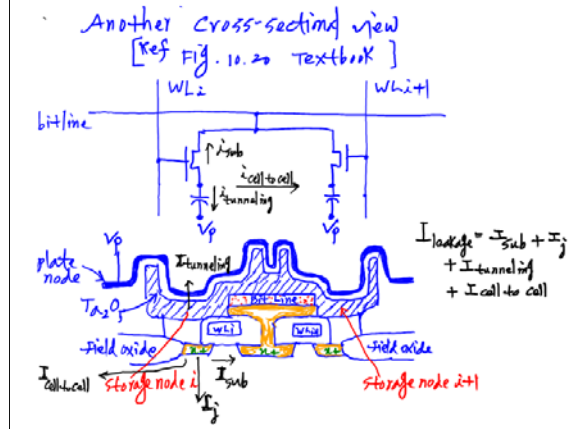 Another Cross-sectional view
[Ref Fig. 10.20 Textbook]
WLi
WLi+1
bitline
isub
icell to cell
itunneling
Vp
Vp
Ileakage = Isub + Ij
+ Itunneling
+ Icell to cell
Vp
plate node
Itunneling
Ta2O5
Bit Line
WLi
Field oxide
Field oxide
n+
n+
n+
Icell to cell
storage node i
Isub
storage node i+1
Ij